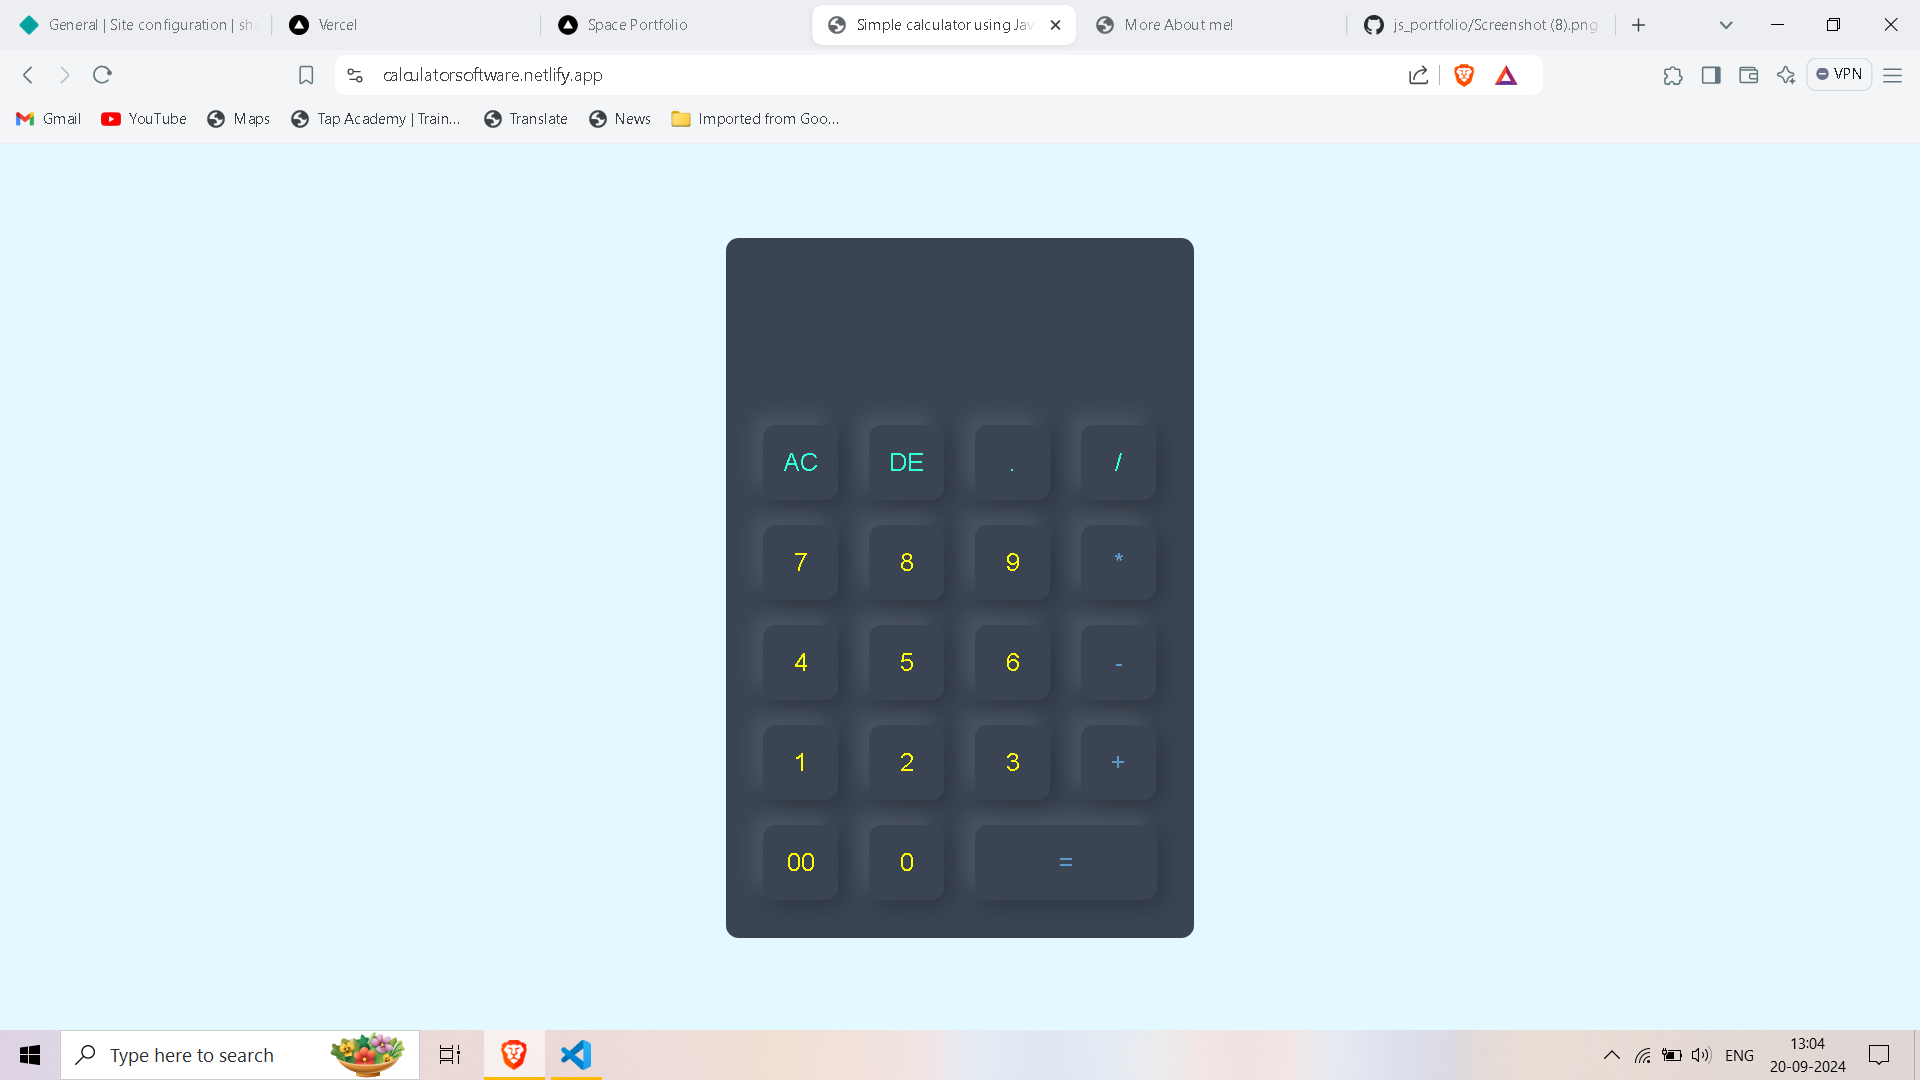 General | Site configuration | sh
Vercel
Space Portfolio
Simple calculator using Jav
More About me!
js_portfolio/Screenshot (8).png
calculatorsoftware.netlify.app
VPN
Gmail
YouTube
Maps
Tap Academy | Train...
Translate
News
Imported from Goo...
AC DE . /
7 8 9 *
4 5 6 -
1 2 3 +
00 0 =
Type here to search
ENG
13:04
20-09-2024